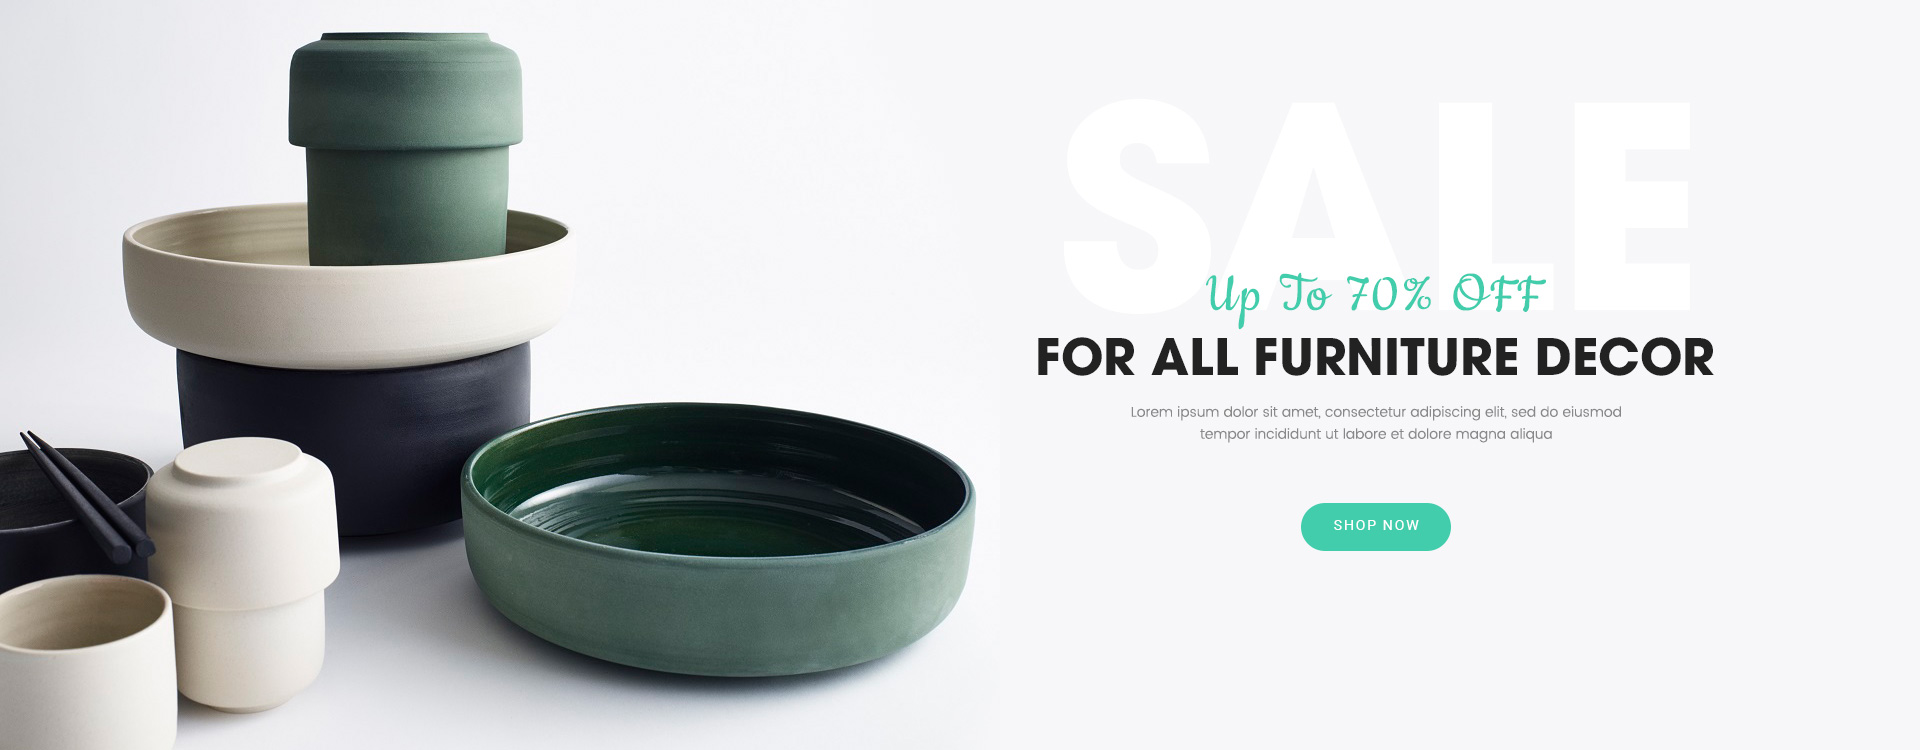 SALE
Up To 70% OFF
FOR ALL FURNITURE DECOR
Lorem ipsum dolor sit amet, consectetur adipiscing elit, sed do eiusmod
tempor incididunt ut labore et dolore magna aliqua
SHOP NOW